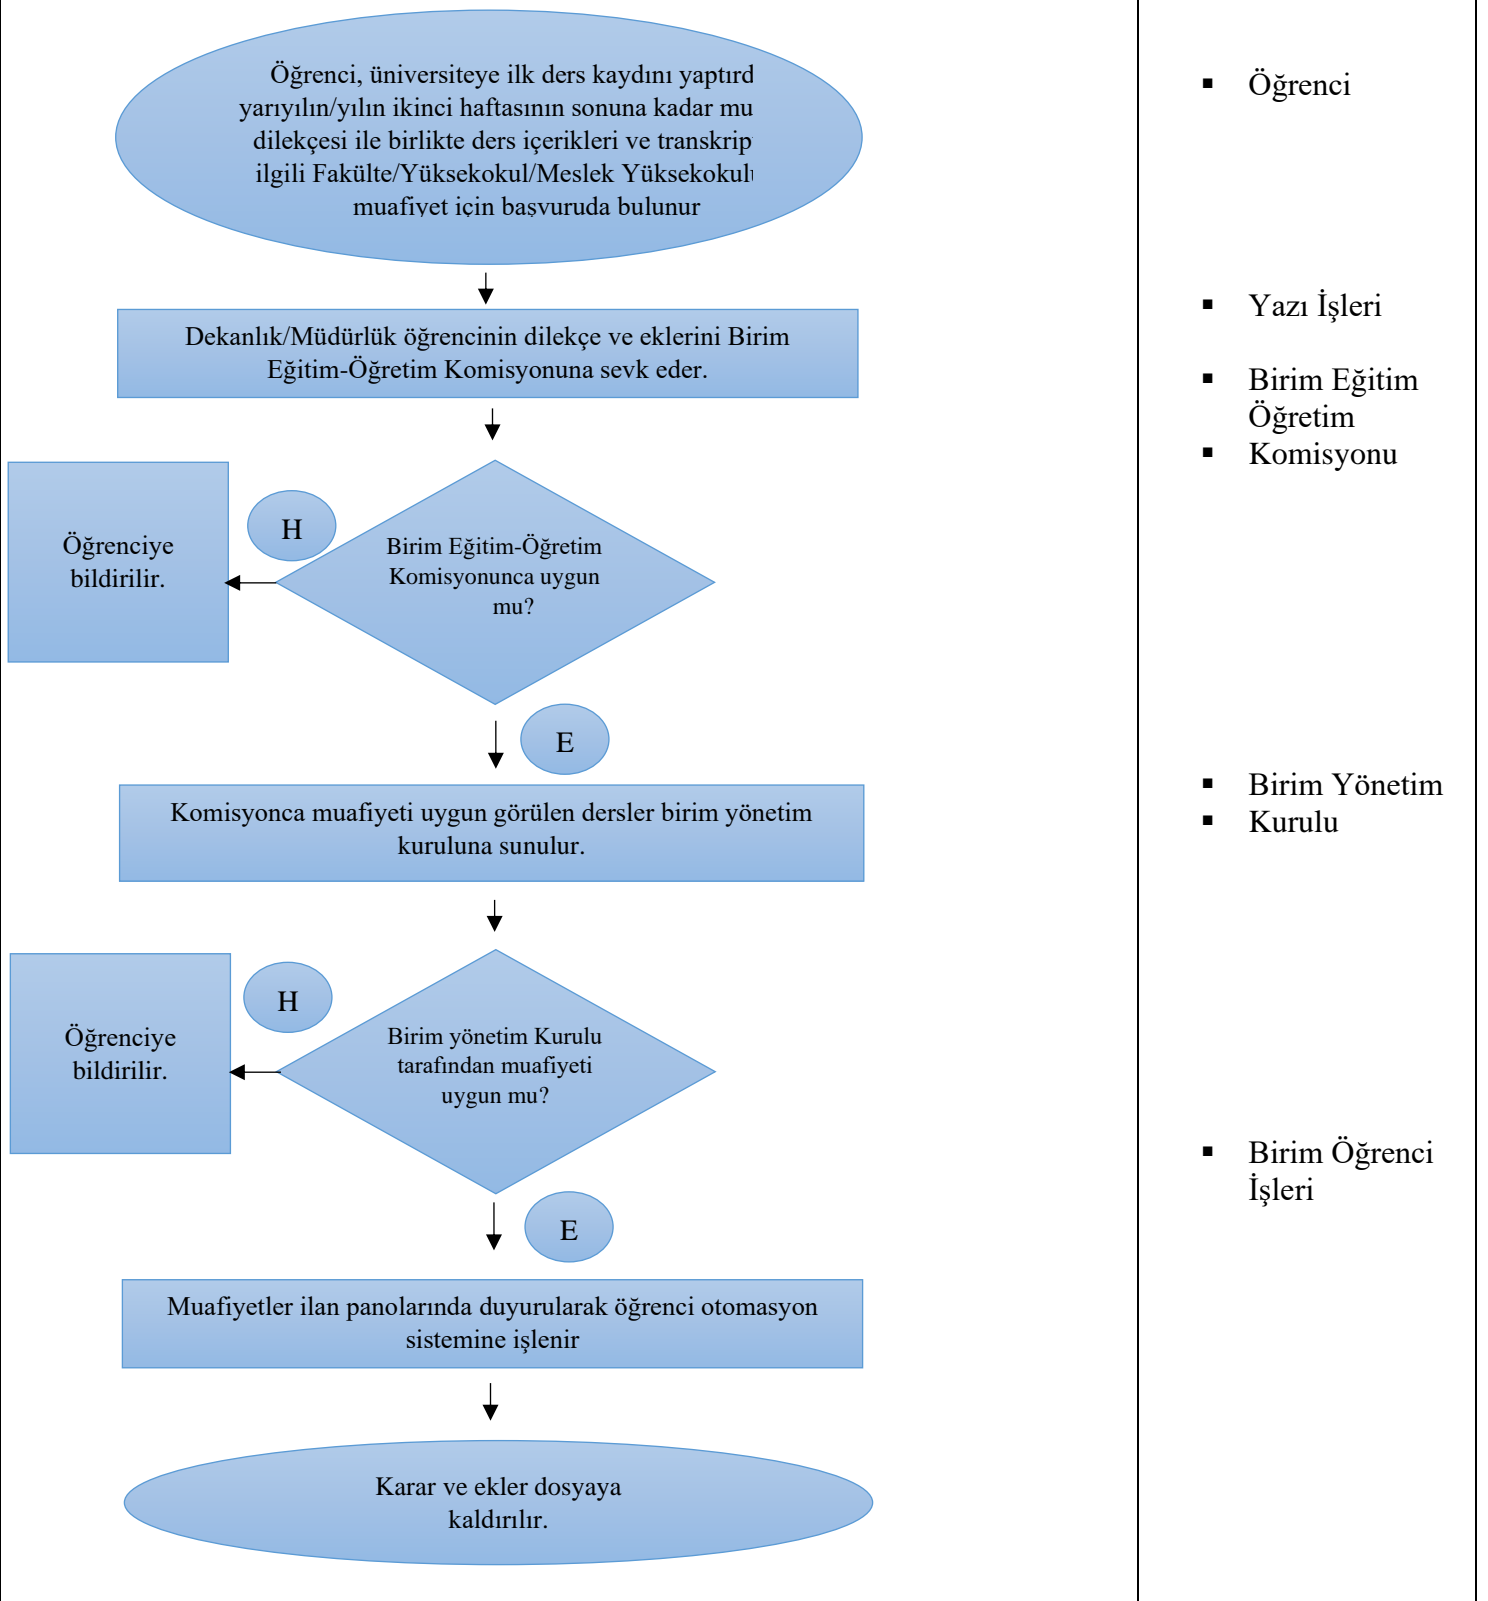 Öğrenci, üniversiteye ilk ders kaydını yaptırd
yarıyılın/yılın ikinci haftasının sonuna kadar mu
dilekçesi ile birlikte ders içerikleri ve transkrip
ilgili Fakülte/Yüksekokul/Meslek Yüksekokulu
muafiyet için başvuruda bulunur
Dekanlık/Müdürlük öğrencinin dilekçe ve eklerini Birim
Eğitim-Öğretim Komisyonuna sevk eder.
H
Öğrenciye
bildirilir.
Birim Eğitim-Öğretim
Komisyonunca uygun
mu?
E
Komisyonca muafiyeti uygun görülen dersler birim yönetim
kuruluna sunulur.
H
Öğrenciye
bildirilir.
Birim yönetim Kurulu
tarafından muafiyeti
uygun mu?
E
Muafiyetler ilan panolarında duyurularak öğrenci otomasyon
sistemine işlenir
Karar ve ekler dosyaya
kaldırılır.
▪ Öğrenci
▪ Yazı İşleri
▪ Birim Eğitim
Öğretim
▪ Komisyonu
▪ Birim Yönetim
▪ Kurulu
▪ Birim Öğrenci
İşleri